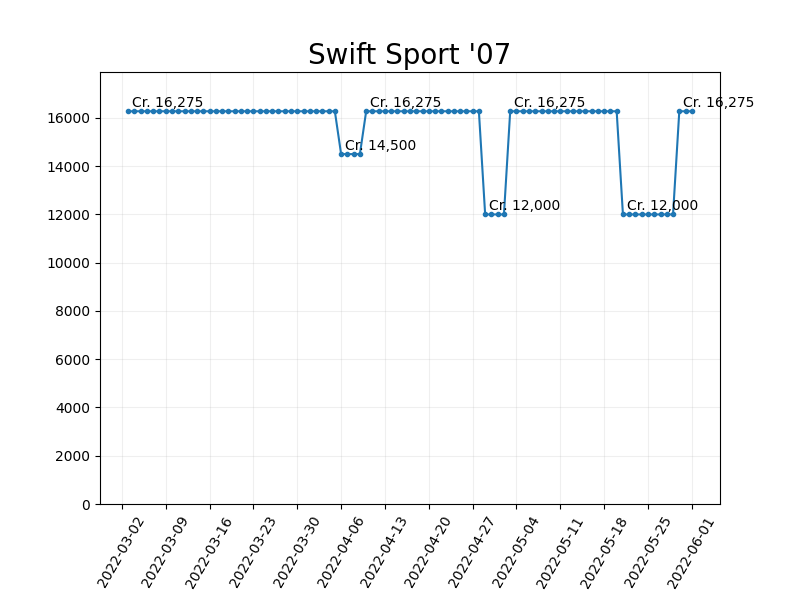 Swift Sport '07
Cr. 16,275
Cr. 14,500
Cr. 16,275
Cr. 12,000
Cr. 16,275
Cr. 12,000
Cr. 16,275
16000
14000
12000
10000
8000
6000
4000
2000
0
2022-03-02
2022-03-09
2022-03-16
2022-03-23
2022-03-30
2022-04-06
2022-04-13
2022-04-20
2022-04-27
2022-05-04
2022-05-11
2022-05-18
2022-05-25
2022-06-01